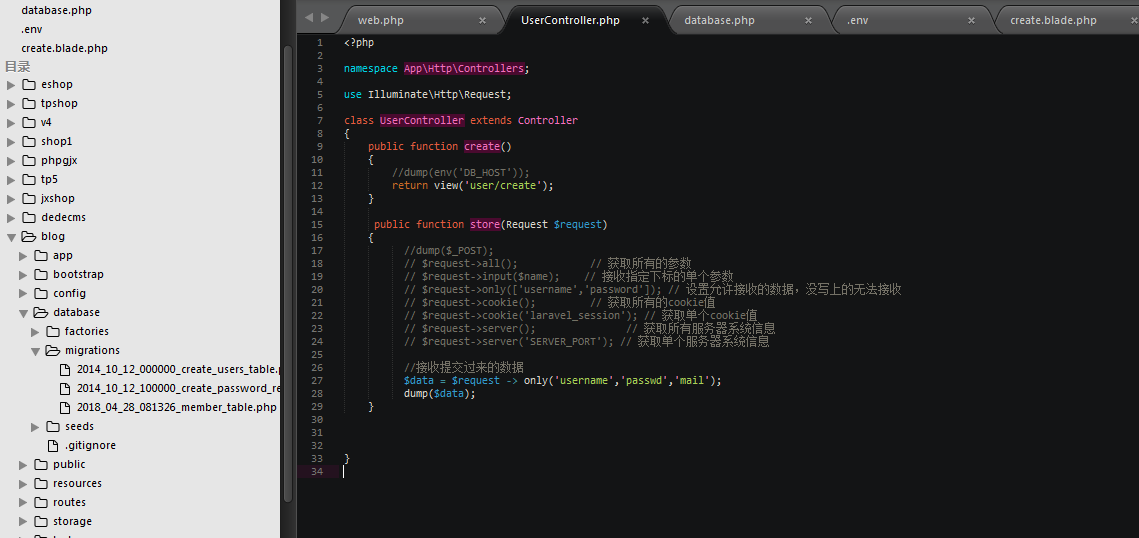 database.php
.env
create.blade.php
目录
eshop
tpshop
v4
shop1
phpgjx
tp5
jxshop
dedecms
blog
app
bootstrap
config
database
factories
migrations
2014_10_12_000000_create_users_table.p
2014_10_12_100000_create_password_re
2018_04_28_081326_member_table.php
seeds
.gitignore
public
resources
routes
storage
web.php ×
UserController.php ×
database.php ×
.env ×
create.blade.php ×
1 <?php
2
3 namespace App\Http\Controllers;
4
5 use Illuminate\Http\Request;
6
7 class UserController extends Controller
8 {
9 public function create()
10 {
11 //dump(env('DB_HOST'));
12 return view('user/create');
13 }
14
15 public function store(Request $request)
16 {
17 //dump($_POST);
18 // $request->all(); // 获取所有的参数
19 // $request->input($name); // 接收指定下标的单个参数
20 // $request->only(['username','password']); // 设置允许接收的数据，没写上的无法接收
21 // $request->cookie(); // 获取所有的cookie值
22 // $request->cookie('laravel_session'); // 获取单个cookie值
23 // $request->server(); // 获取所有服务器系统信息
24 // $request->server('SERVER_PORT'); // 获取单个服务器系统信息
25
26 //接收提交过来的数据
27 $data = $request -> only('username','passwd','mail');
28 dump($data);
29 }
30
31
32
33 }
34